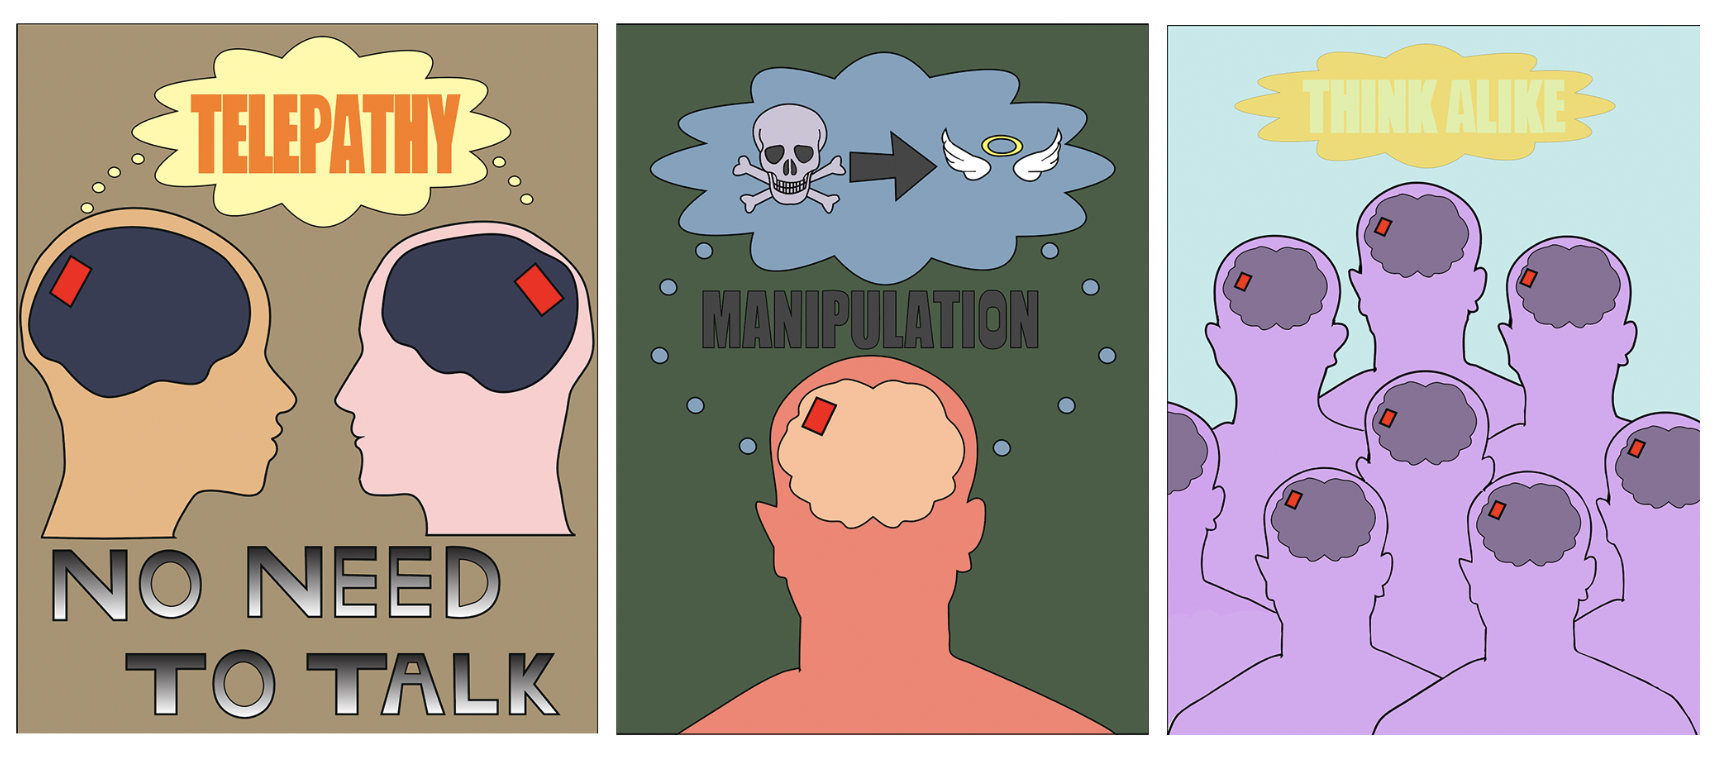 TELEPATHY
NO NEED
TO TALK
MANIPULATION
THINK ALIKE